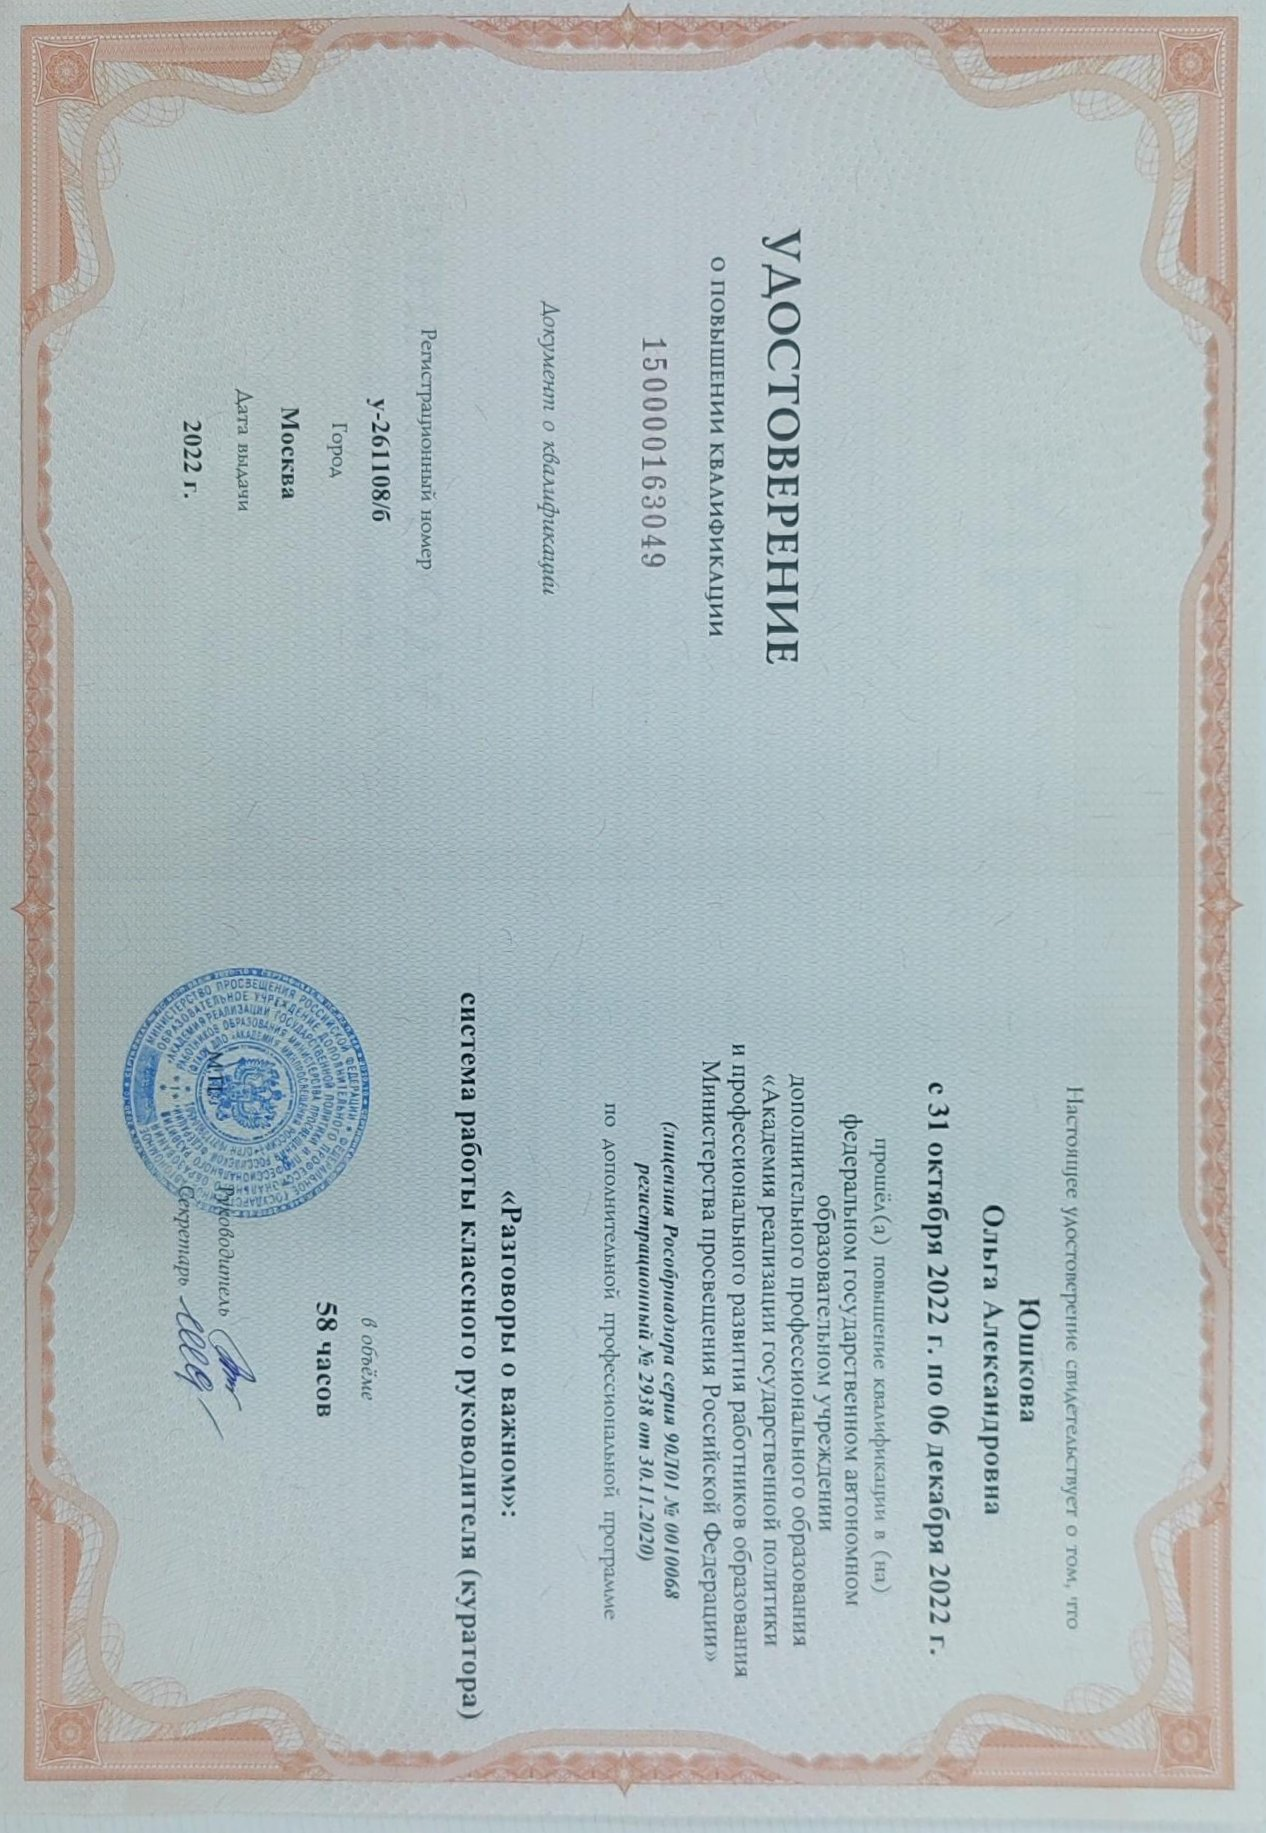 УДОСТОВЕРЕНИЕ
О ПОВЫШЕНИИ КВАЛИФИКАЦИИ
150000163049
Документ о квалификации
Регистрационный номер
у-261108/б
Город
Москва
Дата выдачи
2022 г.
Настоящее удостоверение свидетельствует о том, что
Юшкова
Ольга Александровна
с 31 октября 2022 г. по 06 декабря 2022 г.
прошёл(а) повышение квалификации в (на)
федеральном государственном автономном
образовательном учреждении
дополнительного профессионального образования
«Академия реализации государственной политики
и профессионального развития работников образования
Министерства просвещения Российской Федерации»
(лицензия Рособрнадзора серия 90Л01 № 0010068
регистрационный № 2938 от 30.11.2020)
по дополнительной профессиональной программе
«Разговоры о важном»:
система работы классного руководителя (куратора)
в объёме
58 часов
М.П.
Руководитель
Секретарь